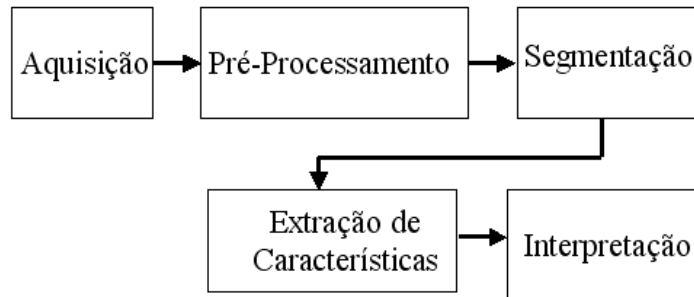 Aquisição
Pré-Processamento
Segmentação
Extração de
Características
Interpretação